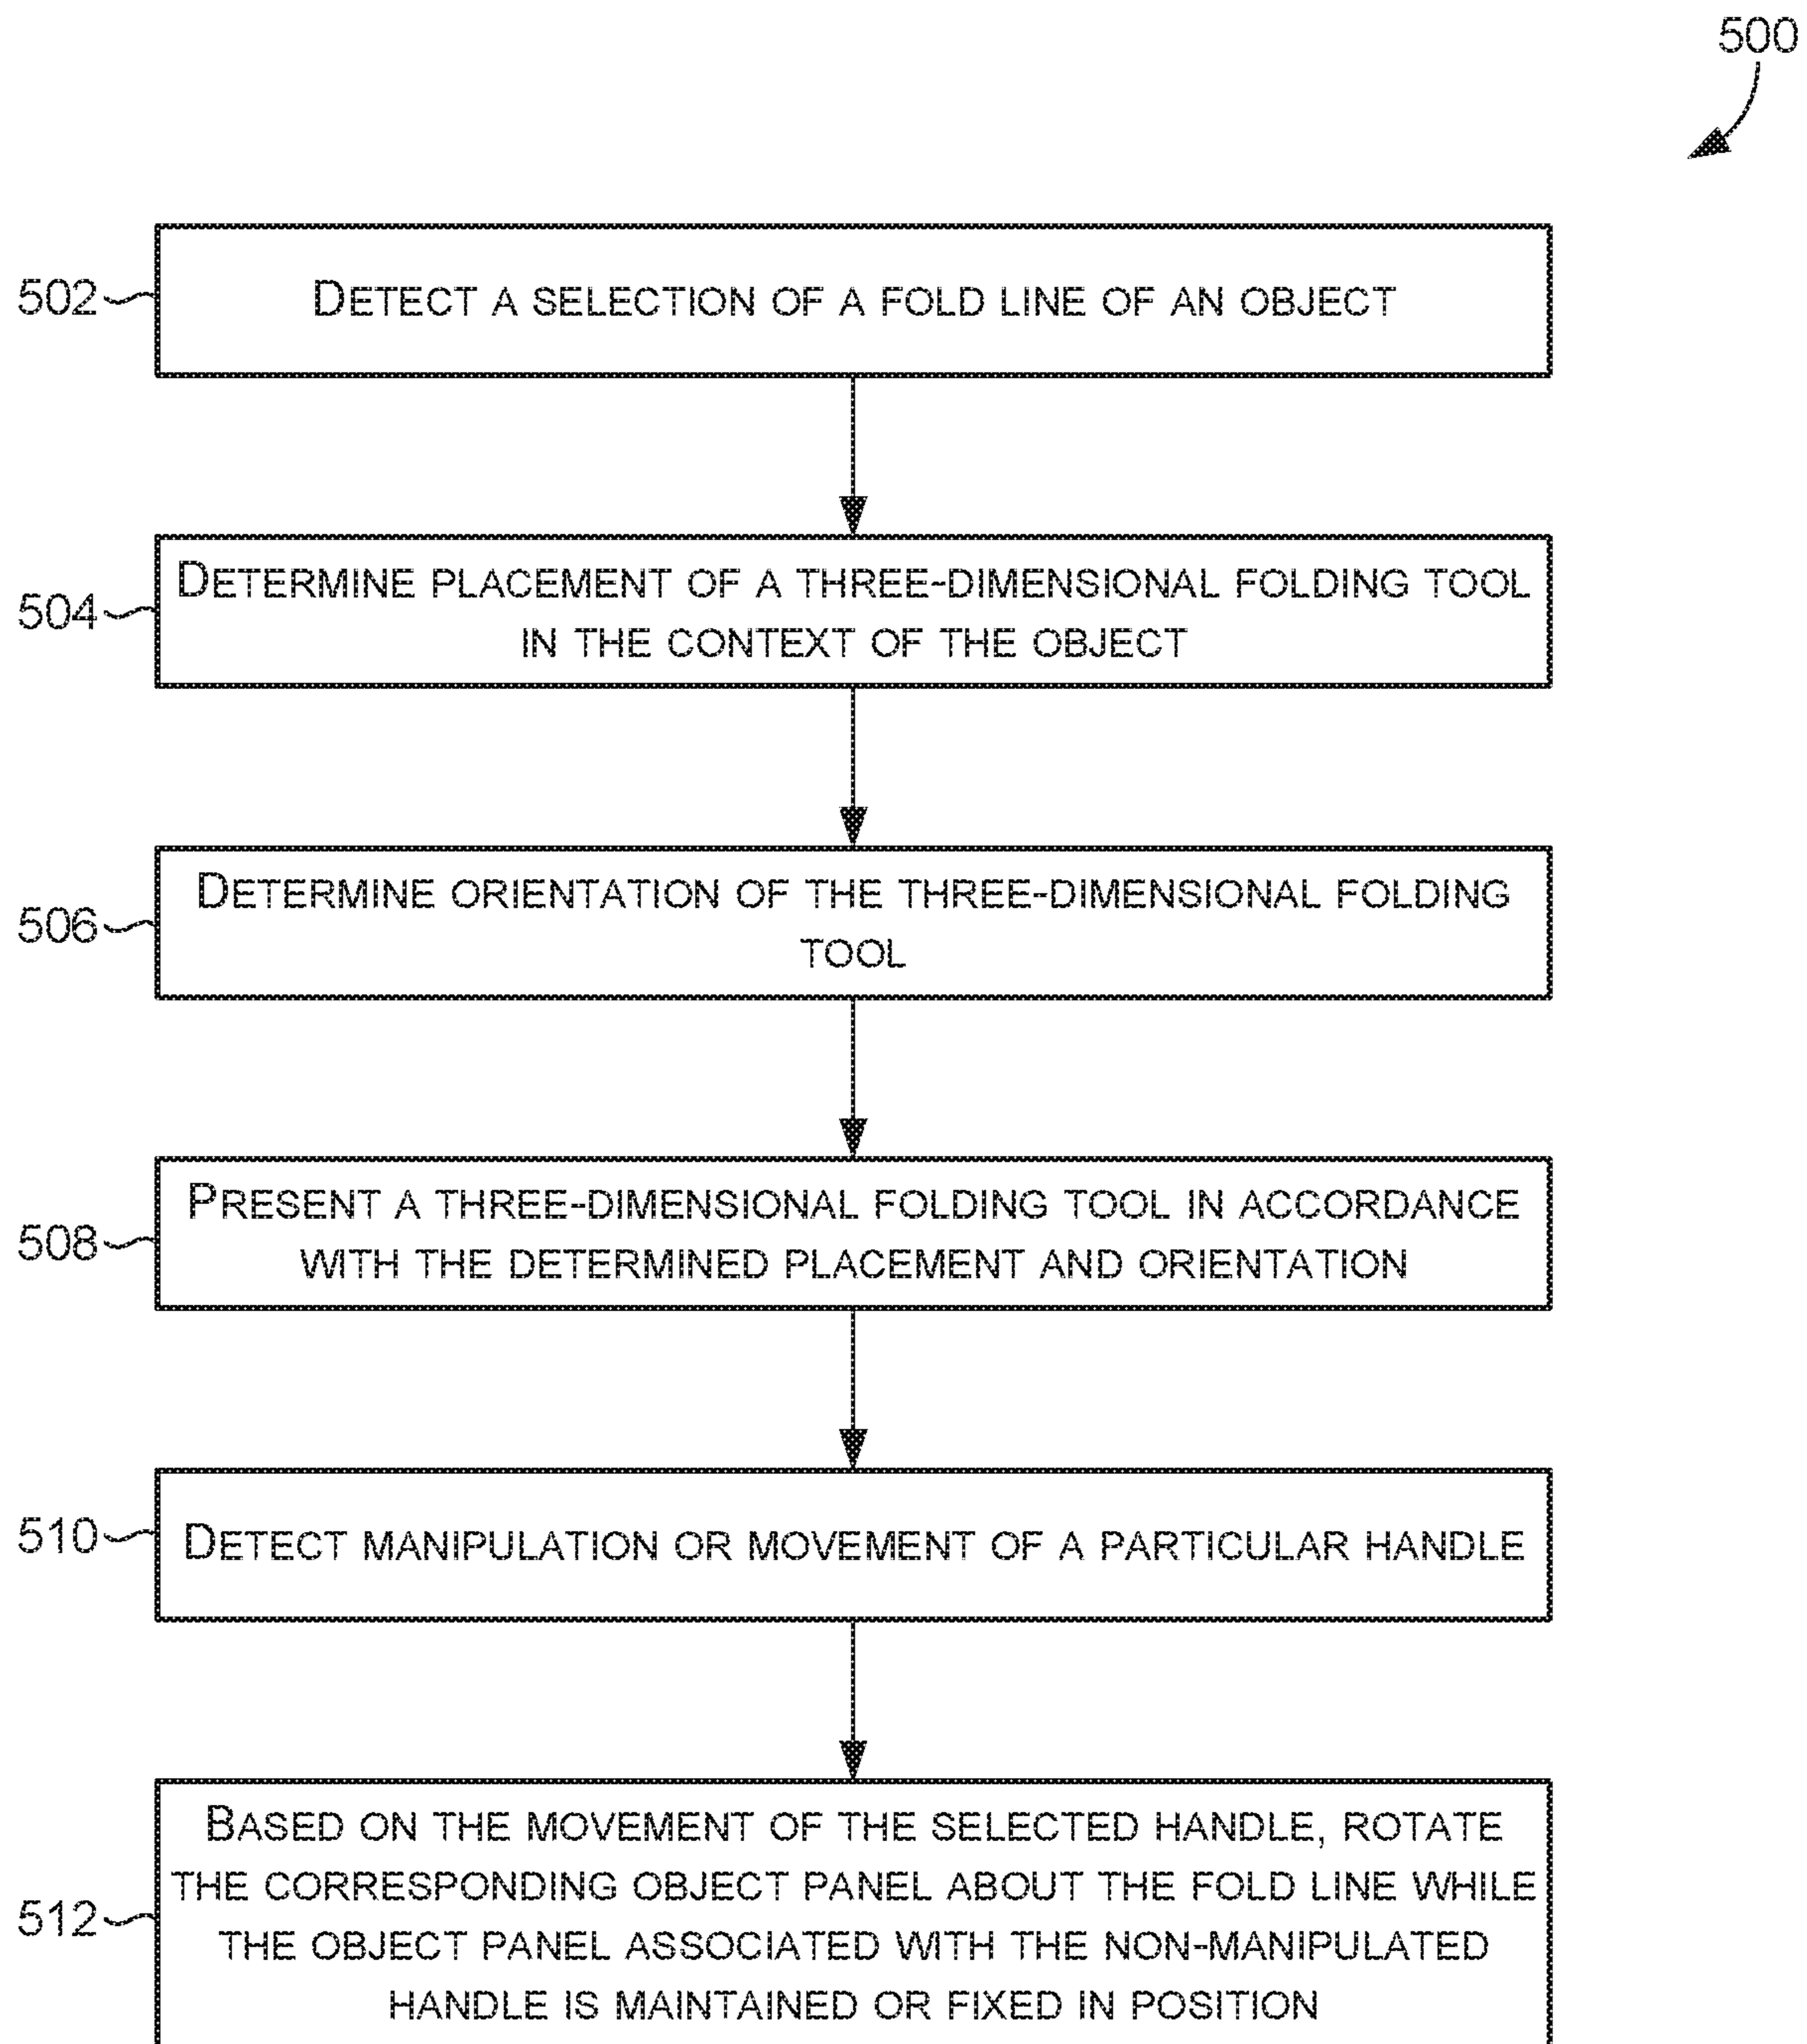 500
502
DETECT A SELECTION OF A FOLD LINE OF AN OBJECT
504
DETERMINE PLACEMENT OF A THREE-DIMENSIONAL FOLDING TOOL
IN THE CONTEXT OF THE OBJECT
506
DETERMINE ORIENTATION OF THE THREE-DIMENSIONAL FOLDING
TOOL
508
PRESENT A THREE-DIMENSIONAL FOLDING TOOL IN ACCORDANCE
WITH THE DETERMINED PLACEMENT AND ORIENTATION
510
DETECT MANIPULATION OR MOVEMENT OF A PARTICULAR HANDLE
512
BASED ON THE MOVEMENT OF THE SELECTED HANDLE, ROTATE
THE CORRESPONDING OBJECT PANEL ABOUT THE FOLD LINE WHILE
THE OBJECT PANEL ASSOCIATED WITH THE NON-MANIPULATED
HANDLE IS MAINTAINED OR FIXED IN POSITION